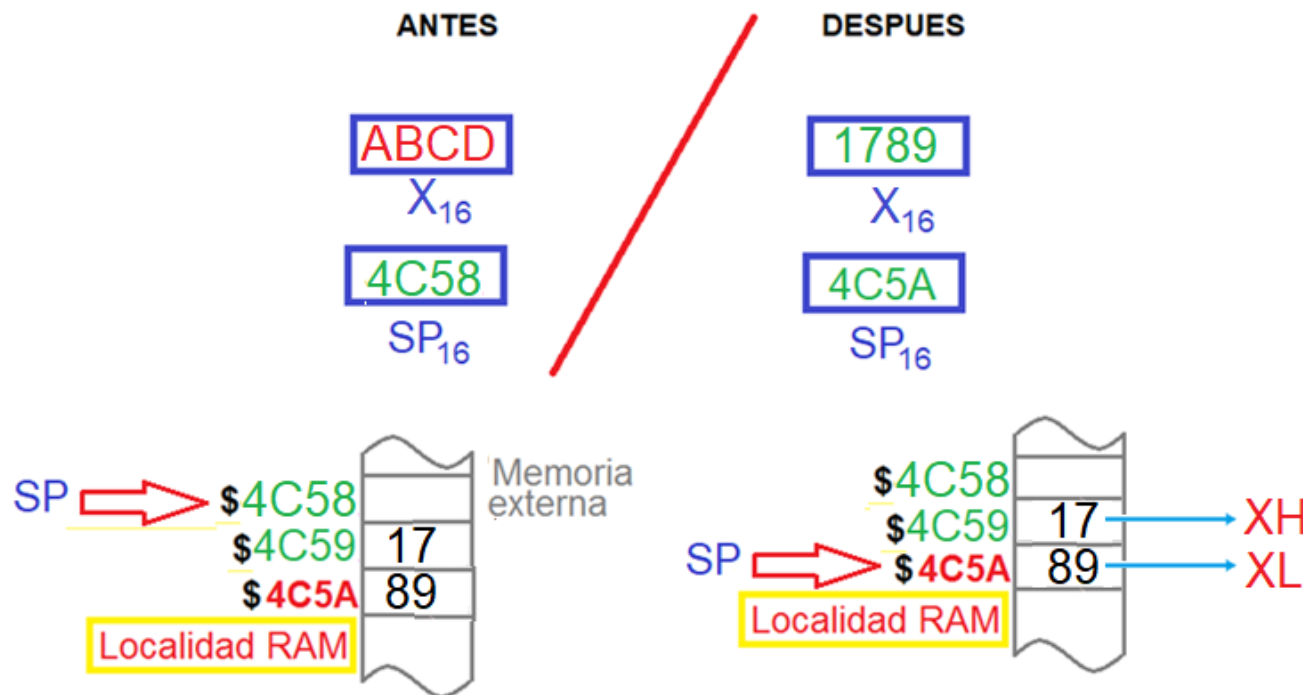 ANTES
DESPUES
ABCD
X16
4C58
SP16
1789
X16
4C5A
SP16
Memoria
externa
SP
$4C58
$4C59 17
$4C5A 89
Localidad RAM
$4C58
$4C59 17 XH
SP $4C5A 89 XL
Localidad RAM